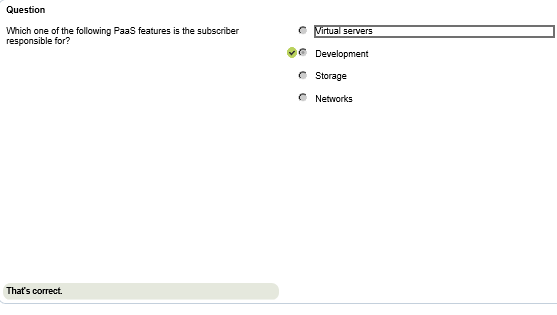 Question
Which one of the following PaaS features is the subscriber
responsible for?
Virtual servers
Development
Storage
Networks
That's correct.